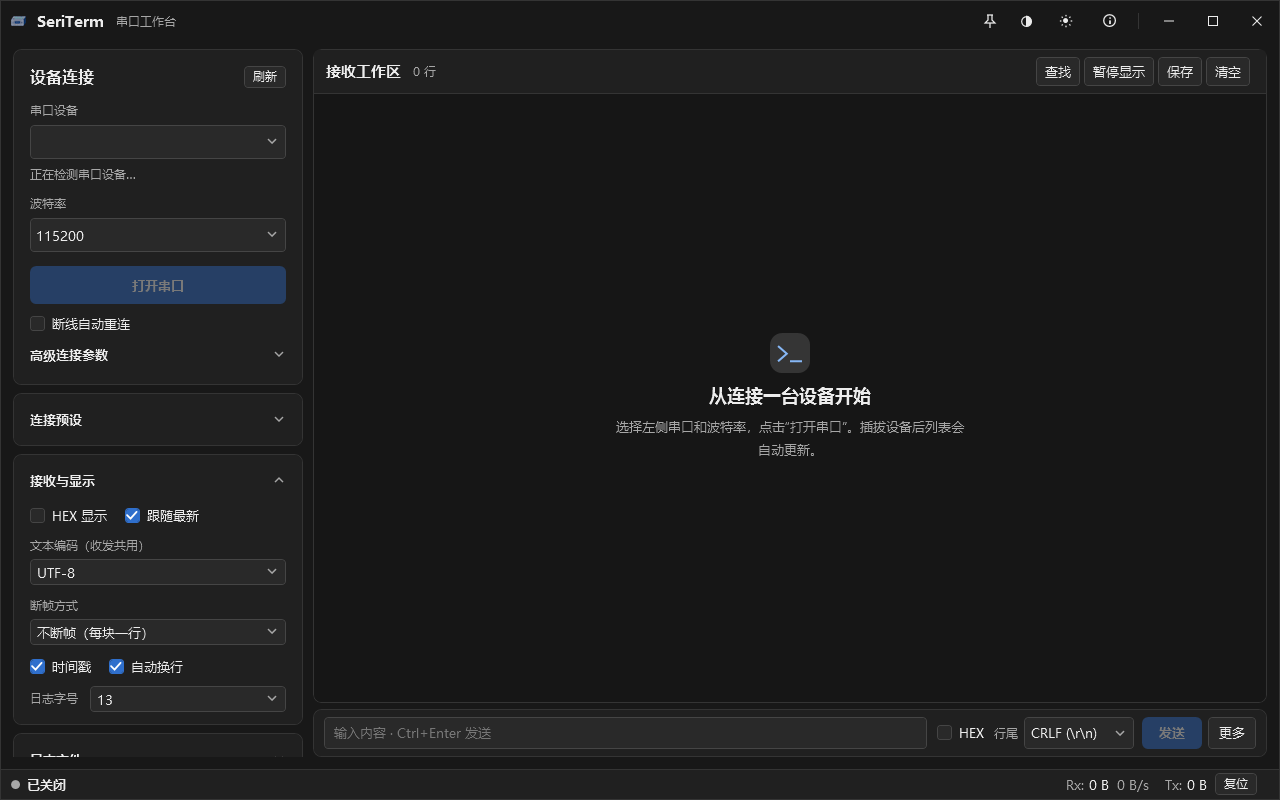 SeriTerm 串口工作台
设备连接 刷新
串口设备
正在检测串口设备...
波特率
115200
打开串口
断线自动重连
高级连接参数
连接预设
接收与显示
HEX 显示 跟随最新
文本编码（收发共用）
UTF-8
断帧方式
不断帧（每块一行）
时间戳 自动换行
日志字号 13
接收工作区 0 行 查找 暂停显示 保存 清空
>_
从连接一台设备开始
选择左侧串口和波特率，点击“打开串口”。插拔设备后列表会
自动更新。
输入内容 · Ctrl+Enter 发送 HEX 行尾 CRLF (\r\n) 发送 更多
已关闭 Rx: 0 B 0 B/s Tx: 0 B 复位